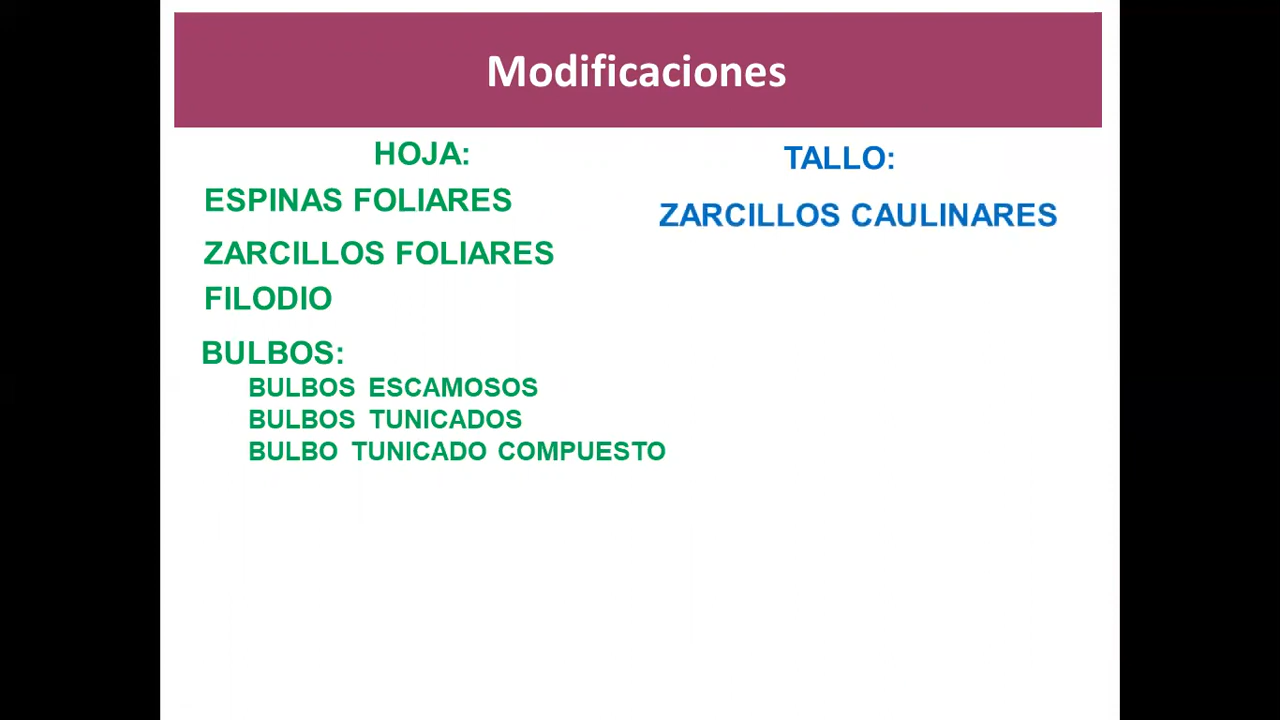 Modificaciones
HOJA:
ESPINAS FOLIARES
ZARCILLOS FOLIARES
FILODIO
BULBOS:
BULBOS ESCAMOSOS
BULBOS TUNICADOS
BULBO TUNICADO COMPUESTO
TALLO:
ZARCILLOS CAULINARES